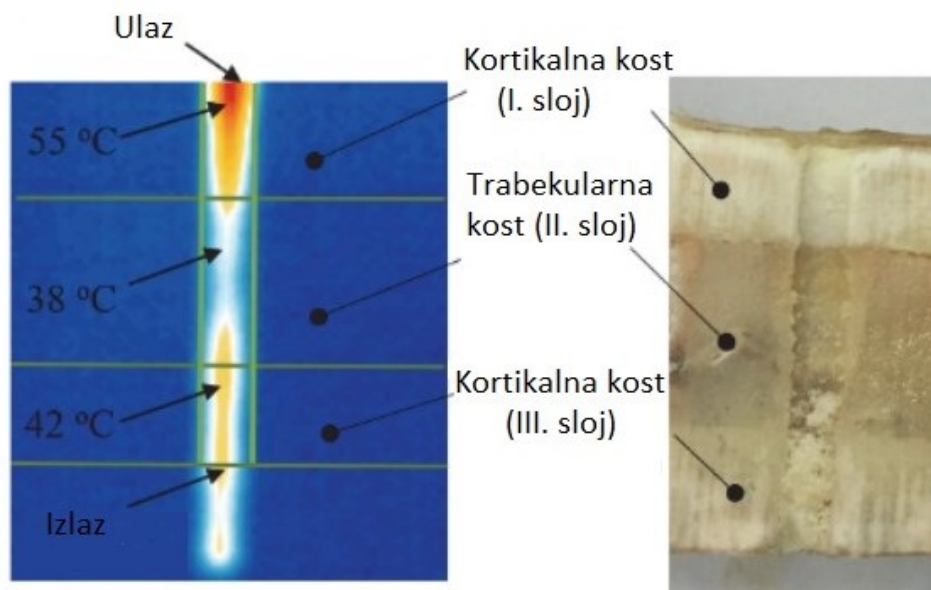 Ulaz
Kortikalna kost
(I. sloj)
55 °C
Trabekularna
kost (II. sloj)
38 °C
Kortikalna kost
(III. sloj)
42 °C
Izlaz